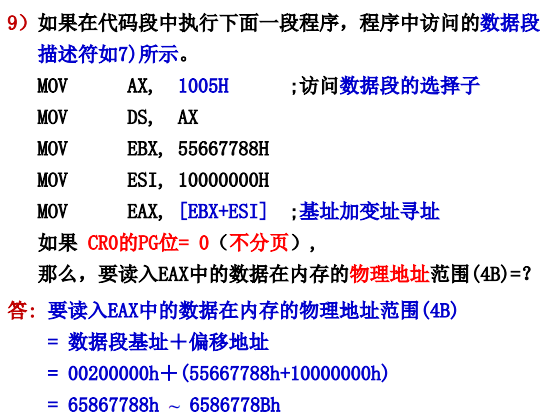 9）如果在代码段中执行下面一段程序，程序中访问的数据段
描述符如7)所示。
MOV AX, 1005H ;访问数据段的选择子
MOV DS, AX
MOV EBX, 55667788H
MOV ESI, 10000000H
MOV EAX, [EBX+ESI] ;基址加变址寻址
如果 CR0的PG位= 0（不分页），
那么，要读入EAX中的数据在内存的物理地址范围(4B)=?
答: 要读入EAX中的数据在内存的物理地址范围(4B)
= 数据段基址＋偏移地址
= 00200000h＋(55667788h+10000000h)
= 65867788h ~ 6586778Bh